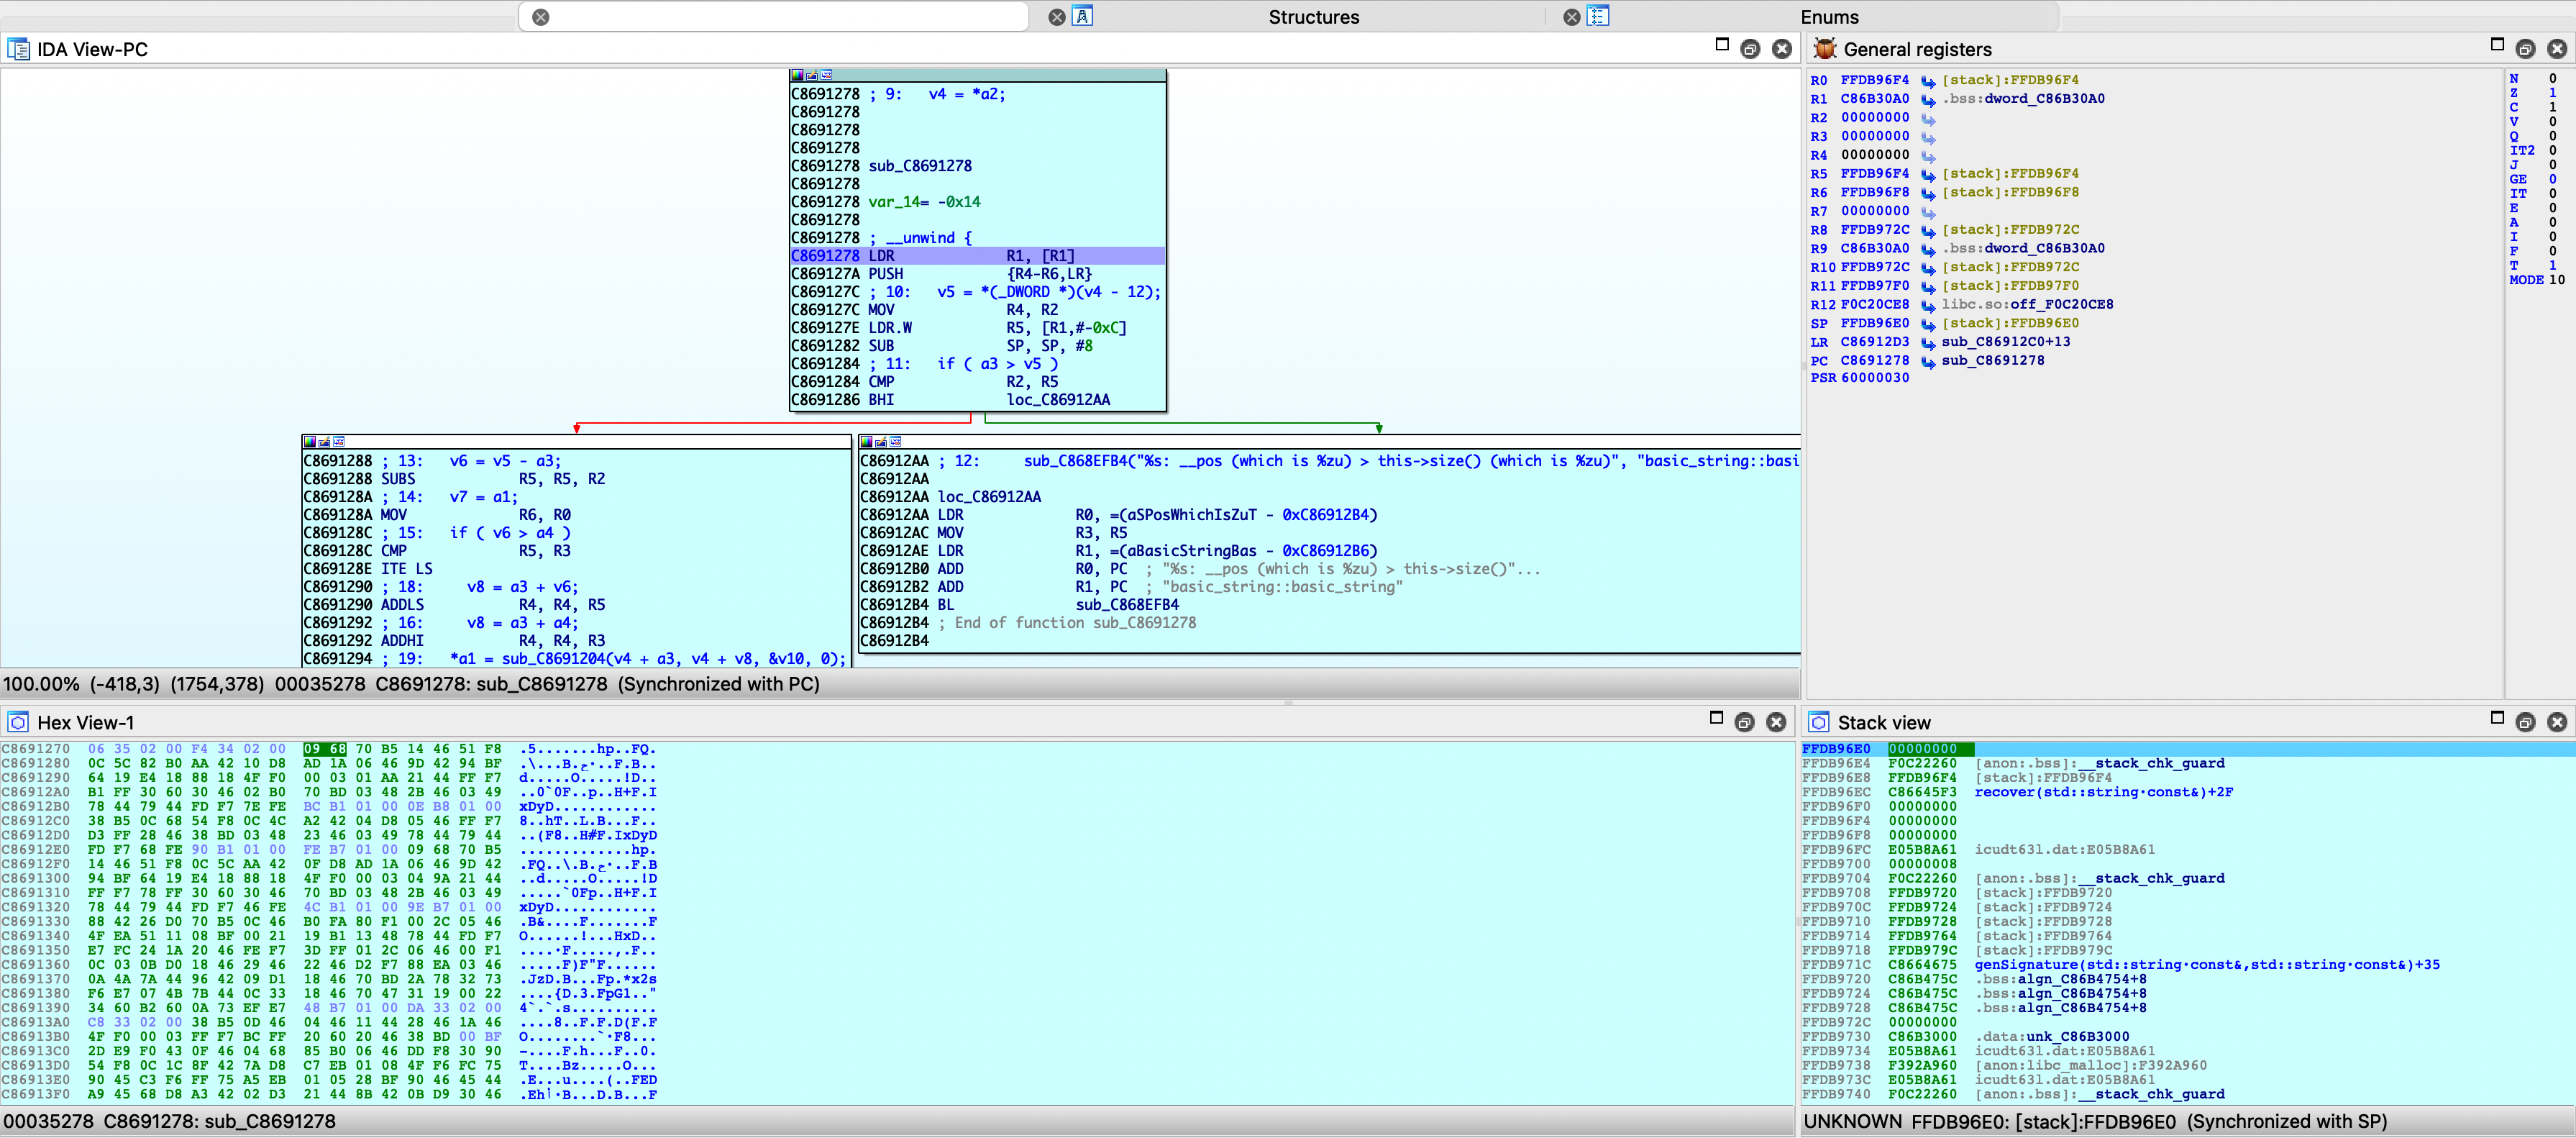 Structures
Enums
IDA View-PC
C8691278 ; 9:   v4 = *a2;
C8691278
C8691278
C8691278
C8691278 sub_C8691278
C8691278
C8691278 var_14= -0x14
C8691278
C8691278 ; __unwind {
C8691278 LDR R1, [R1]
C869127A PUSH {R4-R6,LR}
C869127C ; 10:   v5 = *(_DWORD *)(v4 - 12);
C869127C MOV R4, R2
C869127E LDR.W R5, [R1,#-0xC]
C8691282 SUB SP, SP, #8
C8691284 ; 11:   if ( a3 > v5 )
C8691284 CMP R2, R5
C8691286 BHI loc_C86912AA
C8691288 ; 13:   v6 = v5 - a3;
C8691288 SUBS R5, R5, R2
C869128A ; 14:   v7 = a1;
C869128A MOV R6, R0
C869128C ; 15:   if ( v6 > a4 )
C869128C CMP R5, R3
C869128E ITE LS
C8691290 ; 18:     v8 = a3 + v6;
C8691290 ADDLS R4, R4, R5
C8691292 ; 16:     v8 = a3 + a4;
C8691292 ADDHI R4, R4, R3
C8691294 ; 19:   *a1 = sub_C8691204(v4 + a3, v4 + v8, &v10, 0);
C86912AA ; 12:     sub_C868EFB4("%s: __pos (which is %zu) > this->size() (which is %zu)", "basic_string::basi
C86912AA
C86912AA loc_C86912AA
C86912AA LDR R0, =(aSPosWhichIsZuT - 0xC86912B4)
C86912AC MOV R3, R5
C86912AE LDR R1, =(aBasicStringBas - 0xC86912B6)
C86912B0 ADD R0, PC ; "%s: __pos (which is %zu) > this->size()"...
C86912B2 ADD R1, PC ; "basic_string::basic_string"
C86912B4 BL sub_C868EFB4
C86912B4 ; End of function sub_C8691278
C86912B4
100.00% (-418,3) (1754,378) 00035278 C8691278: sub_C8691278 (Synchronized with PC)
General registers
R0 FFDB96F4 [stack]:FFDB96F4
R1 C86B30A0 .bss:dword_C86B30A0
R2 00000000
R3 00000000
R4 00000000
R5 FFDB96F4 [stack]:FFDB96F4
R6 FFDB96F8 [stack]:FFDB96F8
R7 00000000
R8 FFDB972C [stack]:FFDB972C
R9 C86B30A0 .bss:dword_C86B30A0
R10 FFDB972C [stack]:FFDB972C
R11 FFDB97F0 [stack]:FFDB97F0
R12 F0C20CE8 libc.so:off_F0C20CE8
SP FFDB96E0 [stack]:FFDB96E0
LR C86912D3 sub_C86912C0+13
PC C8691278 sub_C8691278
PSR 60000030
N 0
Z 1
C 1
V 0
Q 0
IT2 0
J 0
GE 0
IT 0
E 0
A 0
I 0
F 0
T 1
MODE 10
Hex View-1
C8691270 06 35 02 00 F4 34 02 00 09 68 70 B5 14 46 51 F8 .5.......hp..FQ.
C8691280 0C 5C 82 B0 AA 42 10 D8 AD 1A 06 46 9D 42 94 BF
C8691290 64 19 E4 18 88 18 4F F0 00 03 01 AA 21 44 FF F7 d.....O.....!D..
C86912A0 B1 FF 30 60 30 46 02 B0 70 BD 03 48 2B 46 03 49 ..0`0F..p..H+F.I
C86912B0 78 44 79 44 FD F7 7E FE BC B1 01 00 0E B8 01 00 xDyD............
C86912C0 38 B5 0C 68 54 F8 0C 4C A2 42 04 D8 05 46 FF F7 8..hT..L.B...F..
C86912D0 D3 FF 28 46 38 BD 03 48 23 46 03 49 78 44 79 44 ..(F8..H#F.IxDyD
C86912E0 FD F7 68 FE 90 B1 01 00 FE B7 01 00 09 68 70 B5 .............hp.
C86912F0 14 46 51 F8 0C 5C AA 42 0F D8 AD 1A 06 46 9D 42
C8691300 94 BF 64 19 E4 18 88 18 4F F0 00 03 04 9A 21 44 ..d.....O.....!D
C8691310 FF F7 78 FF 30 60 30 46 70 BD 03 48 2B 46 03 49
C8691320 78 44 79 44 FD F7 46 FE 4C B1 01 00 9E B7 01 00 xDyD............
C8691330 88 42 26 D0 70 B5 0C 46 B0 FA 80 F1 00 2C 05 46
C8691340 4F EA 51 11 08 BF 00 21 19 B1 13 48 78 44 FD F7 O......!...HxD..
C8691350 E7 FC 24 1A 20 46 FE F7 3D FF 01 2C 06 46 00 F1
C8691360 0C 03 0B D0 18 46 29 46 22 46 D2 F7 88 EA 03 46 .....F)F"F......
C8691370 0A 4A 7A 44 96 42 09 D1 18 46 70 BD 2A 78 32 73 .JzD.B...Fp.*x2s
C8691380 F6 E7 07 4B 7B 44 0C 33 18 46 70 47 31 19 00 22
C8691390 34 60 B2 60 0A 73 EF E7 48 B7 01 00 DA 33 02 00
C86913A0 C8 33 02 00 38 B5 0D 46 04 46 11 44 28 46 1A 46
C86913B0 4F F0 00 03 FF F7 BC FF 20 60 20 46 38 BD 00 BF
C86913C0 2D E9 F0 43 0F 46 04 68 85 B0 06 46 DD F8 30 90 -....F.h...F..0.
C86913D0 54 F8 0C 1C 8F 42 7A D8 C7 EB 01 08 4F F6 FC 75 T....Bz.....O...
C86913E0 90 45 C3 F6 FF 75 A5 EB 01 05 28 BF 90 46 45 44 .E...u....(..FED
C86913F0 A9 45 68 D8 A3 42 02 D3 21 44 8B 42 0B D9 30 46
00035278 C8691278: sub_C8691278
Stack view
FFDB96E0 00000000
FFDB96E4 F0C22260 [anon:.bss]:__stack_chk_guard
FFDB96E8 FFDB96F4 [stack]:FFDB96F4
FFDB96EC C86645F3 recover(std::string·const&)+2F
FFDB96F0 00000000
FFDB96F4 00000000
FFDB96F8 00000000
FFDB96FC E05B8A61 icudt63l.dat:E05B8A61
FFDB9700 00000008
FFDB9704 F0C22260 [anon:.bss]:__stack_chk_guard
FFDB9708 FFDB9720 [stack]:FFDB9720
FFDB970C FFDB9724 [stack]:FFDB9724
FFDB9710 FFDB9728 [stack]:FFDB9728
FFDB9714 FFDB9764 [stack]:FFDB9764
FFDB9718 FFDB979C [stack]:FFDB979C
FFDB971C C8664675 genSignature(std::string·const&,std::string·const&)+35
FFDB9720 C86B475C .bss:algn_C86B4754+8
FFDB9724 C86B475C .bss:algn_C86B4754+8
FFDB9728 C86B475C .bss:algn_C86B4754+8
FFDB972C 00000000
FFDB9730 C86B3000 .data:unk_C86B3000
FFDB9734 E05B8A61 icudt63l.dat:E05B8A61
FFDB9738 F392A960 [anon:libc_malloc]:F392A960
FFDB973C E05B8A61 icudt63l.dat:E05B8A61
FFDB9740 F0C22260 [anon:.bss]:__stack_chk_guard
UNKNOWN FFDB96E0: [stack]:FFDB96E0 (Synchronized with SP)